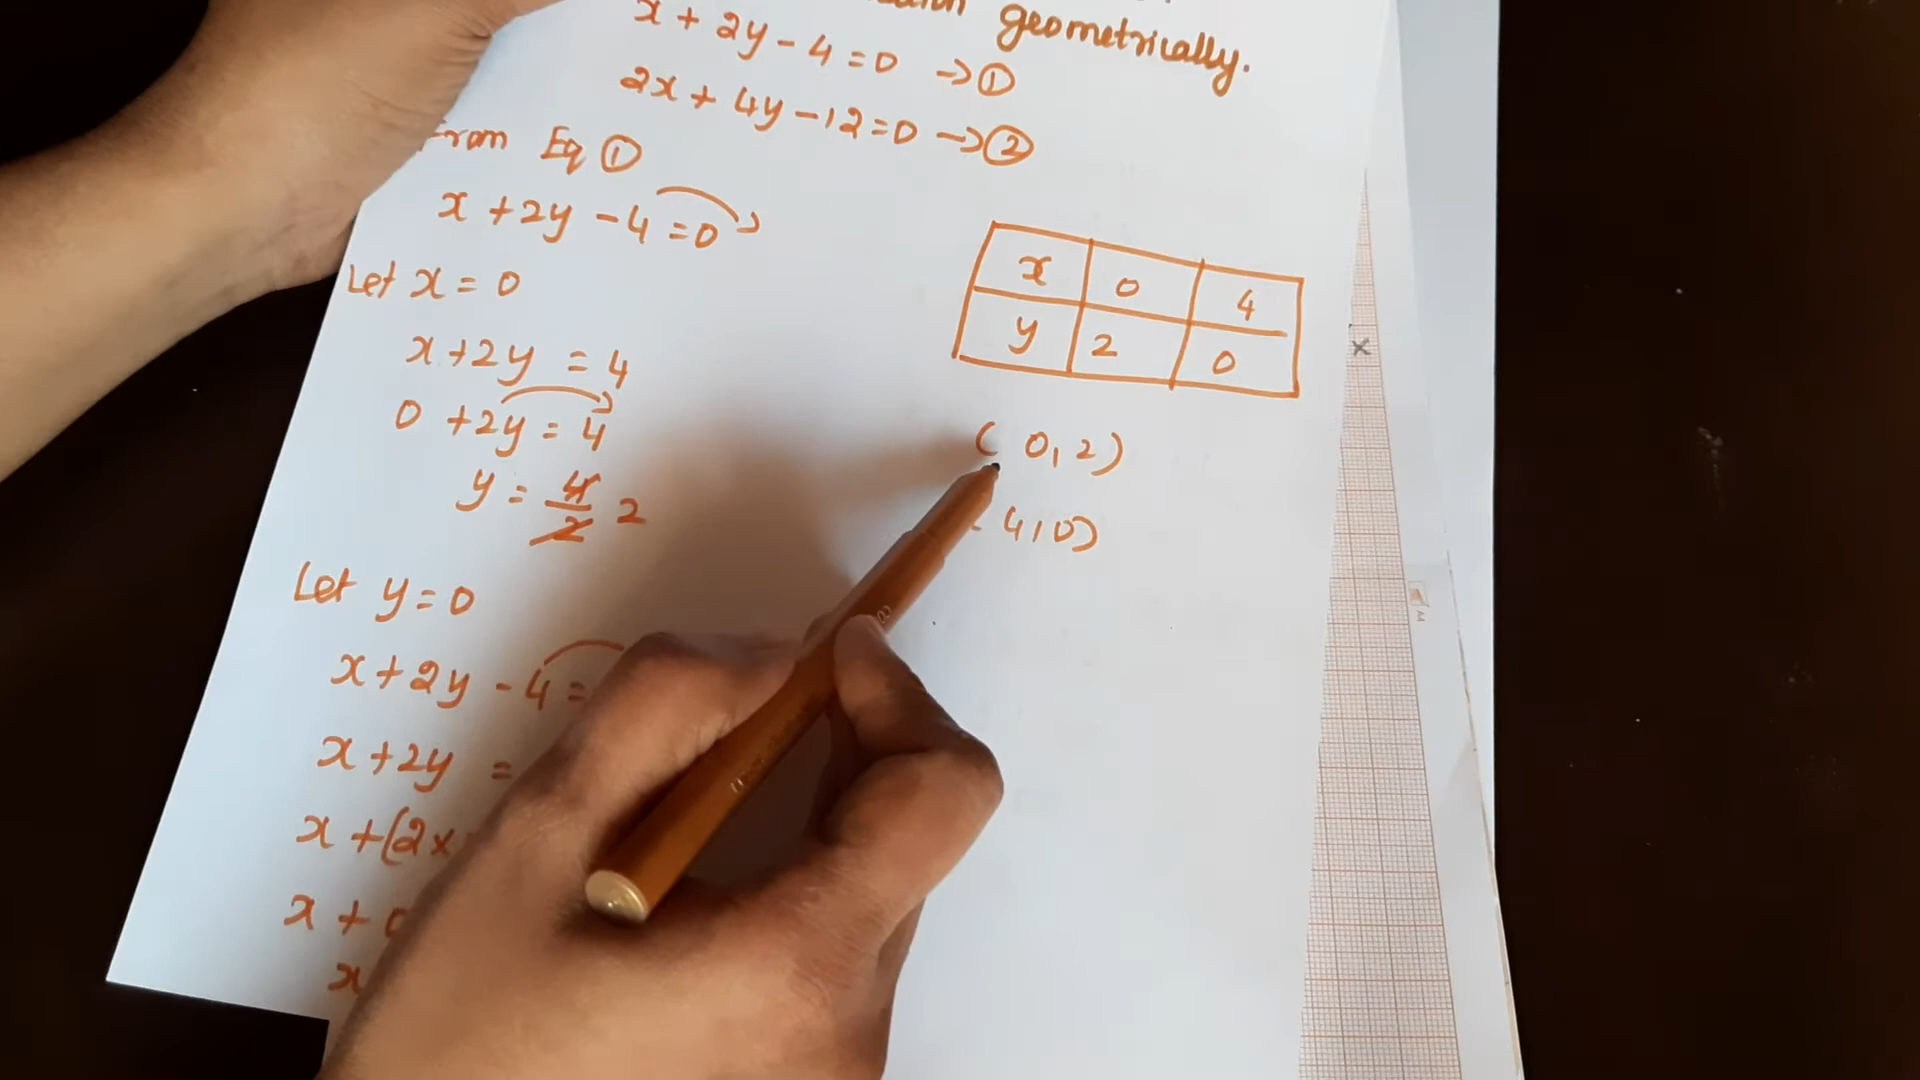 geometrically.
x + 2y - 4 = 0 → ①
2x + 4y - 12 = 0 → ②
From Eq ①
x + 2y - 4 = 0
Let x = 0
x + 2y = 4
0 + 2y = 4
y = 4/2 2
Let y = 0
x + 2y - 4 =
x + 2y =
x + (2x
x + 0
x
x 0 4
y 2 0
( 0, 2)
4, 0)